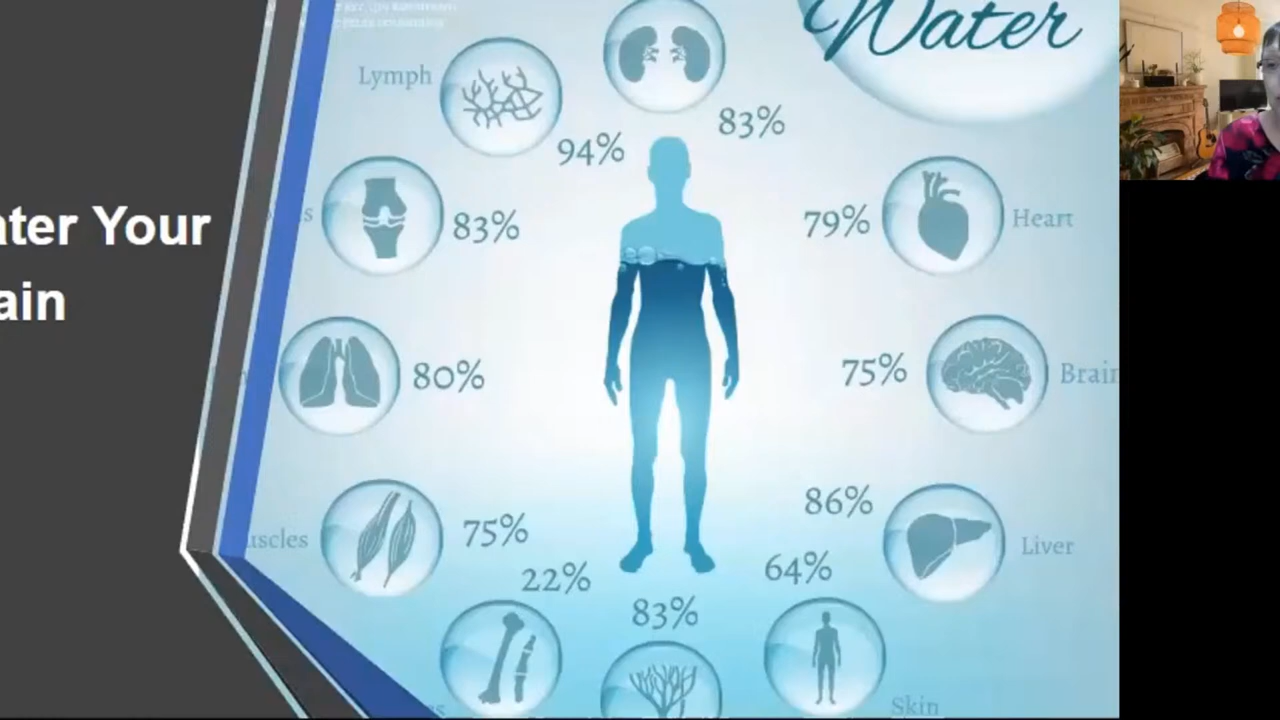 ater Your
ain
Water
Lymph
94%
83%
s
83%
79%
Heart
80%
75%
Brain
uscles
75%
86%
Liver
22%
83%
64%
s
Skin